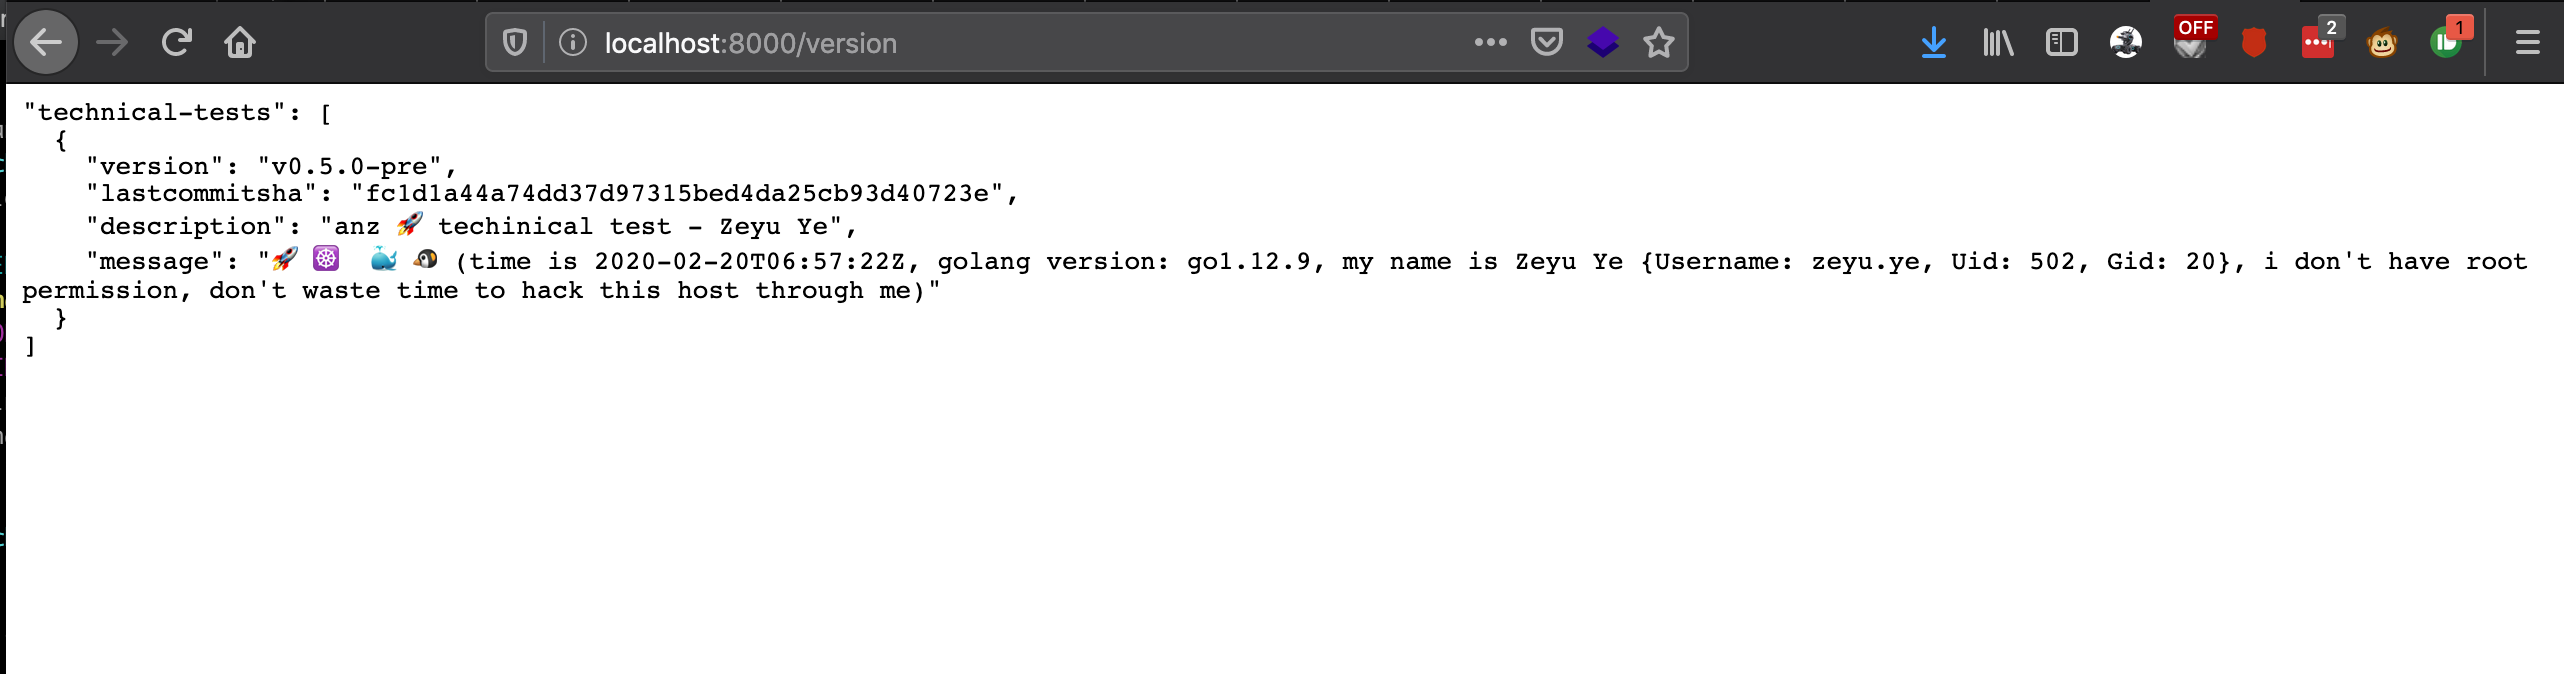 localhost:8000/version
OFF
2
1
"technical-tests": [
  {
    "version": "v0.5.0-pre",
    "lastcommitsha": "fc1d1a44a74dd37d97315bed4da25cb93d40723e",
    "description": "anz 🚀 techinical test - Zeyu Ye",
    "message": "🚀 ☸️  🐳 🐧 (time is 2020-02-20T06:57:22Z, golang version: go1.12.9, my name is Zeyu Ye {Username: zeyu.ye, Uid: 502, Gid: 20}, i don't have root
permission, don't waste time to hack this host through me)"
  }
]